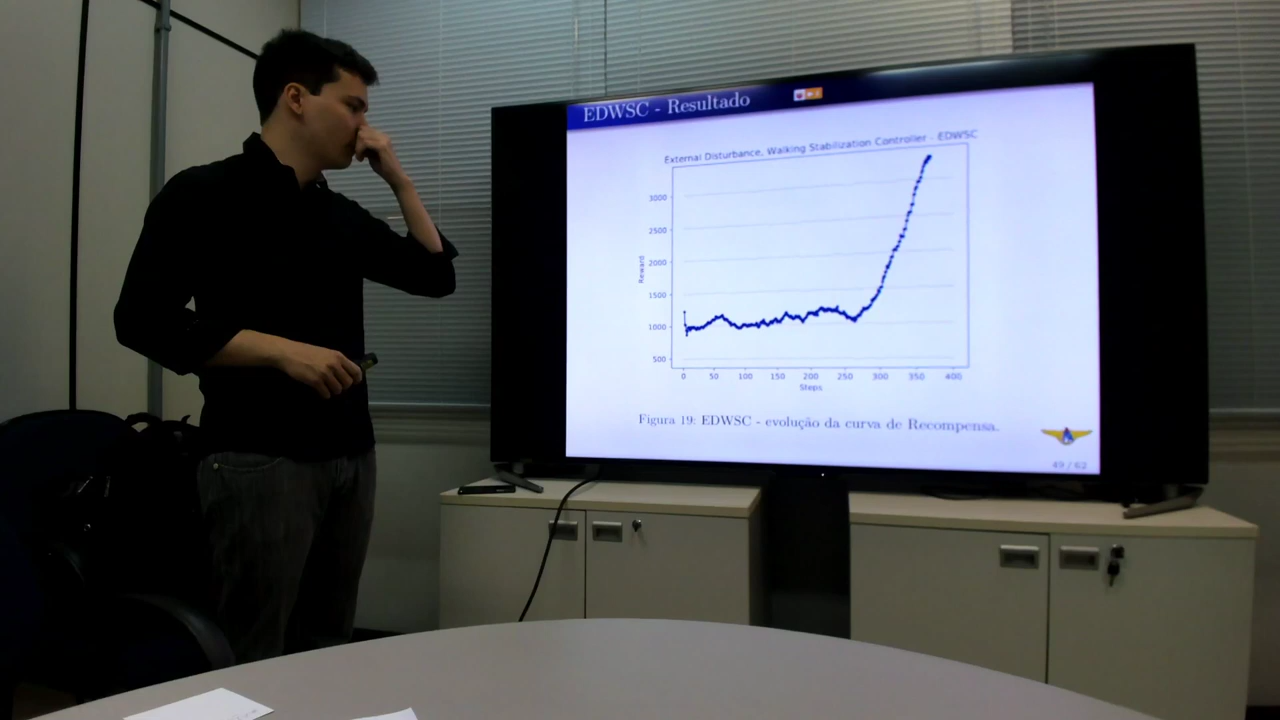 EDWSC - Resultado
External Disturbance, Walking Stabilization Controller - EDWSC
3000
2500
2000
1500
1000
500
Reward
0 50 100 150 200 250 300 350 400
Steps
Figura 19: EDWSC - evolução da curva de Recompensa.
49 / 62